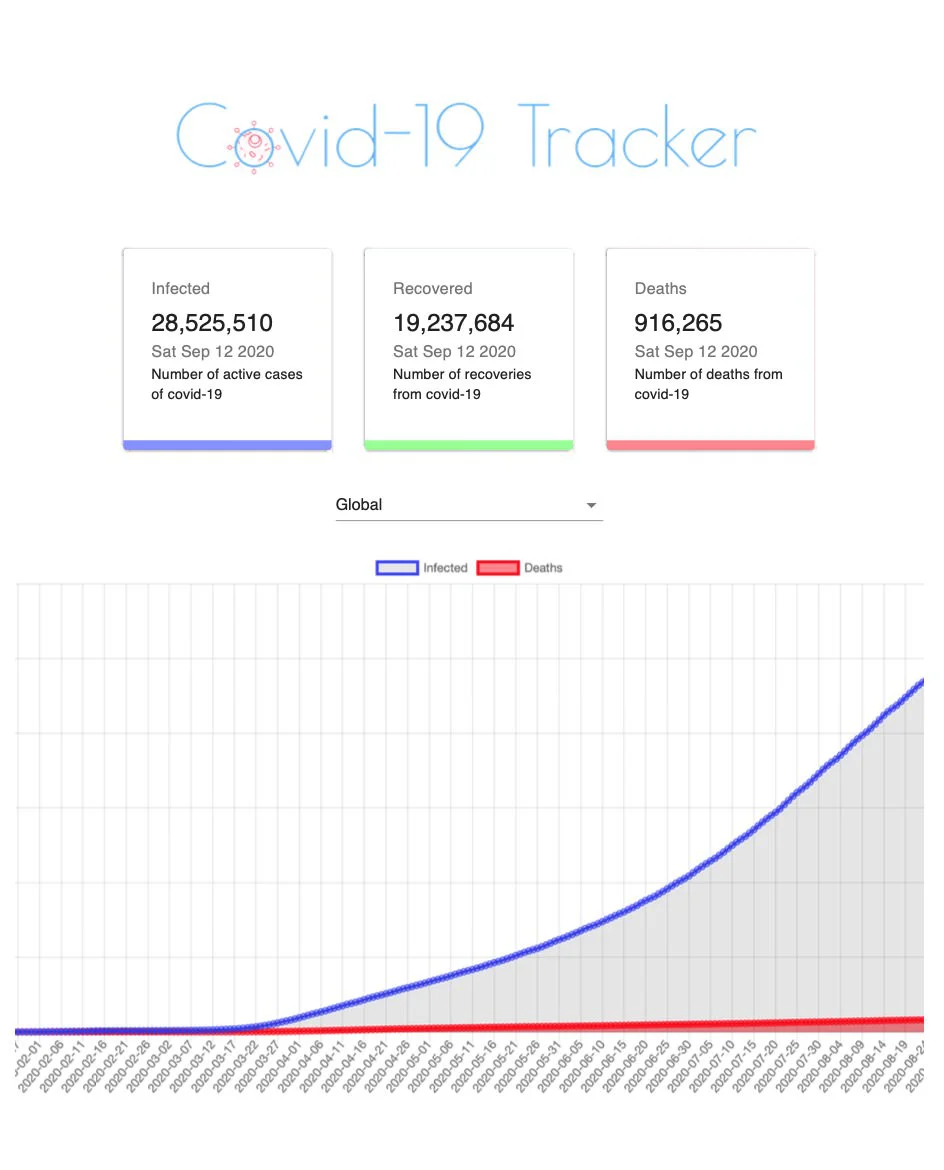 Covid-19 Tracker
Infected
28,525,510
Sat Sep 12 2020
Number of active cases
of covid-19
Recovered
19,237,684
Sat Sep 12 2020
Number of recoveries
from covid-19
Deaths
916,265
Sat Sep 12 2020
Number of deaths from
covid-19
Global
Infected
Deaths
2020-02-01
2020-02-06
2020-02-11
2020-02-16
2020-02-21
2020-02-26
2020-03-02
2020-03-07
2020-03-12
2020-03-17
2020-03-22
2020-03-27
2020-04-01
2020-04-06
2020-04-11
2020-04-16
2020-04-21
2020-04-26
2020-05-01
2020-05-06
2020-05-11
2020-05-16
2020-05-21
2020-05-26
2020-05-31
2020-06-05
2020-06-10
2020-06-15
2020-06-20
2020-06-25
2020-06-30
2020-07-05
2020-07-10
2020-07-15
2020-07-20
2020-07-25
2020-07-30
2020-08-04
2020-08-09
2020-08-14
2020-08-19